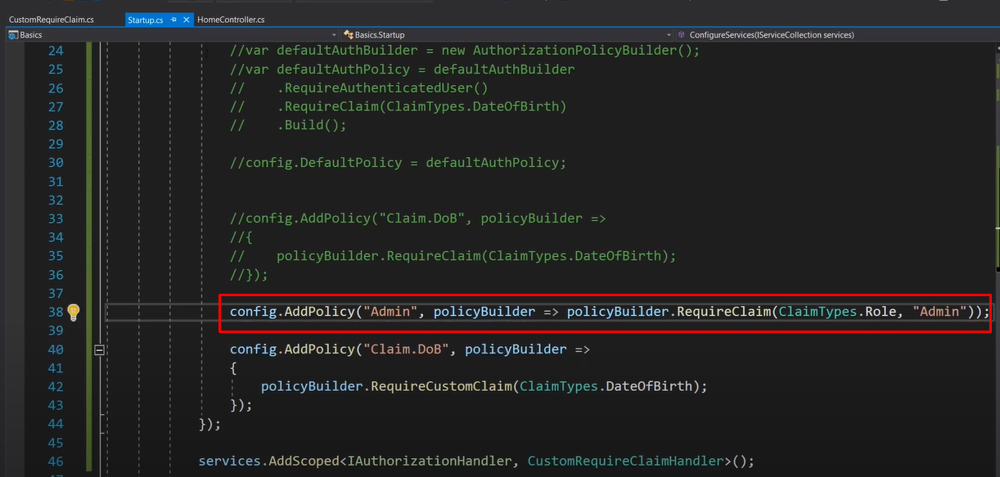 CustomRequireClaim.cs Startup.cs HomeController.cs
Basics Basics.Startup ConfigureServices(IServiceCollection services)
24 //var defaultAuthBuilder = new AuthorizationPolicyBuilder();
25 //var defaultAuthPolicy = defaultAuthBuilder
26 //    .RequireAuthenticatedUser()
27 //    .RequireClaim(ClaimTypes.DateOfBirth)
28 //    .Build();
29
30 //config.DefaultPolicy = defaultAuthPolicy;
31
32
33 //config.AddPolicy("Claim.DoB", policyBuilder =>
34 //{
35 //    policyBuilder.RequireClaim(ClaimTypes.DateOfBirth);
36 //});
37
38 config.AddPolicy("Admin", policyBuilder => policyBuilder.RequireClaim(ClaimTypes.Role, "Admin"));
39
40 config.AddPolicy("Claim.DoB", policyBuilder =>
41 {
42     policyBuilder.RequireCustomClaim(ClaimTypes.DateOfBirth);
43 });
44 });
45
46 services.AddScoped<IAuthorizationHandler, CustomRequireClaimHandler>();